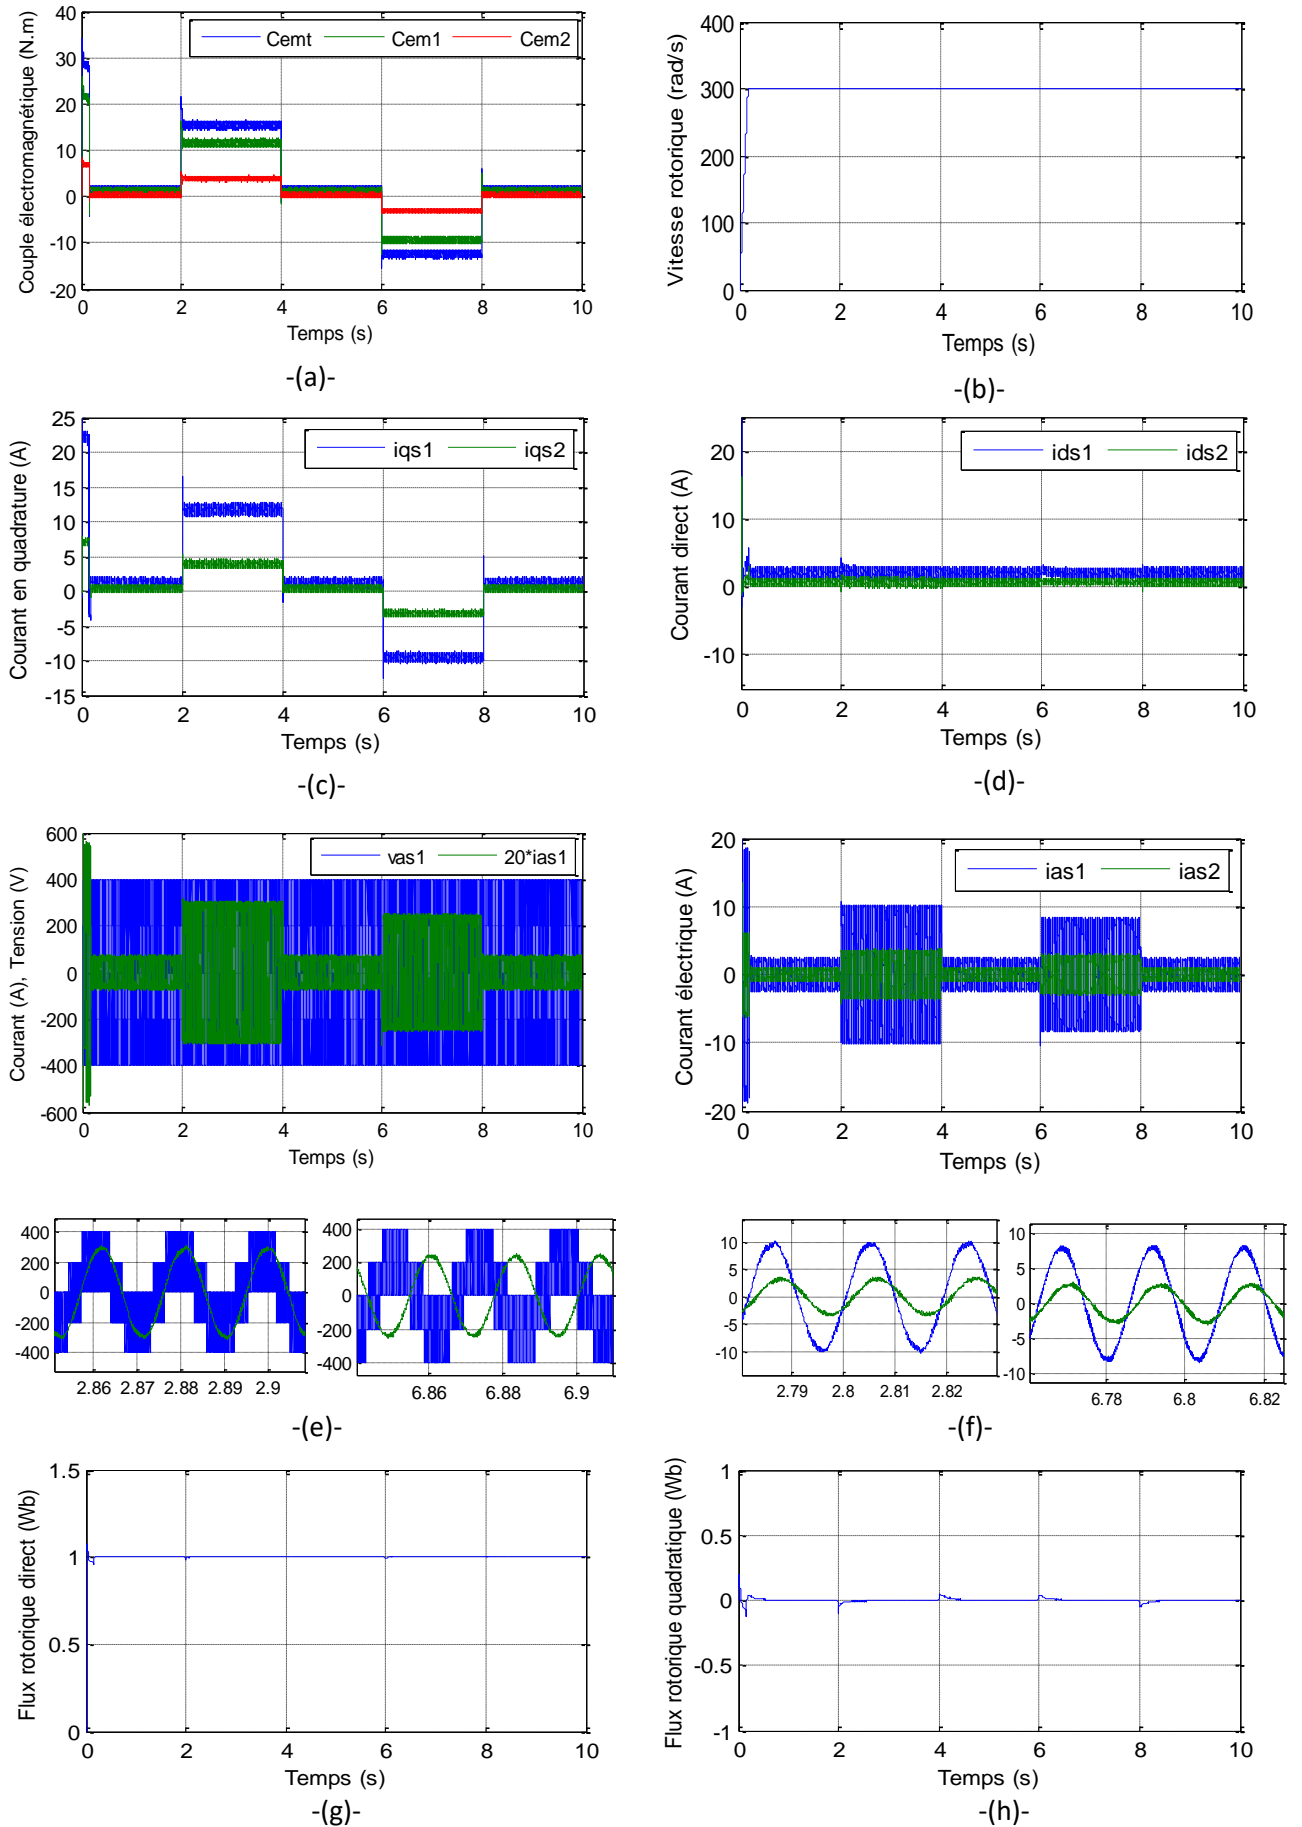 Couple électromagnétique (N.m)
40
30
20
10
0
-10
-20
Cemt Cem1 Cem2
0 2 4 6 8 10
Temps (s)
-(a)-
Vitesse rotorique (rad/s)
400
300
200
100
0
0 2 4 6 8 10
Temps (s)
-(b)-
Courant en quadrature (A)
25
20
15
10
5
0
-5
-10
-15
iqs1 iqs2
0 2 4 6 8 10
Temps (s)
-(c)-
Courant direct (A)
20
10
0
-10
ids1 ids2
0 2 4 6 8 10
Temps (s)
-(d)-
Courant (A), Tension (V)
600
400
200
0
-200
-400
-600
vas1 20*ias1
0 2 4 6 8 10
Temps (s)
400
200
0
-200
-400
2.86 2.87 2.88 2.89 2.9
400
200
0
-200
-400
6.86 6.88 6.9
-(e)-
Courant électrique (A)
20
10
0
-10
-20
ias1 ias2
0 2 4 6 8 10
Temps (s)
10
5
0
-5
-10
2.79 2.8 2.81 2.82
10
5
0
-5
-10
6.78 6.8 6.82
-(f)-
Flux rotorique direct (Wb)
1.5
1
0.5
0
0 2 4 6 8 10
Temps (s)
-(g)-
Flux rotorique quadratique (Wb)
1
0.5
0
-0.5
-1
0 2 4 6 8 10
Temps (s)
-(h)-